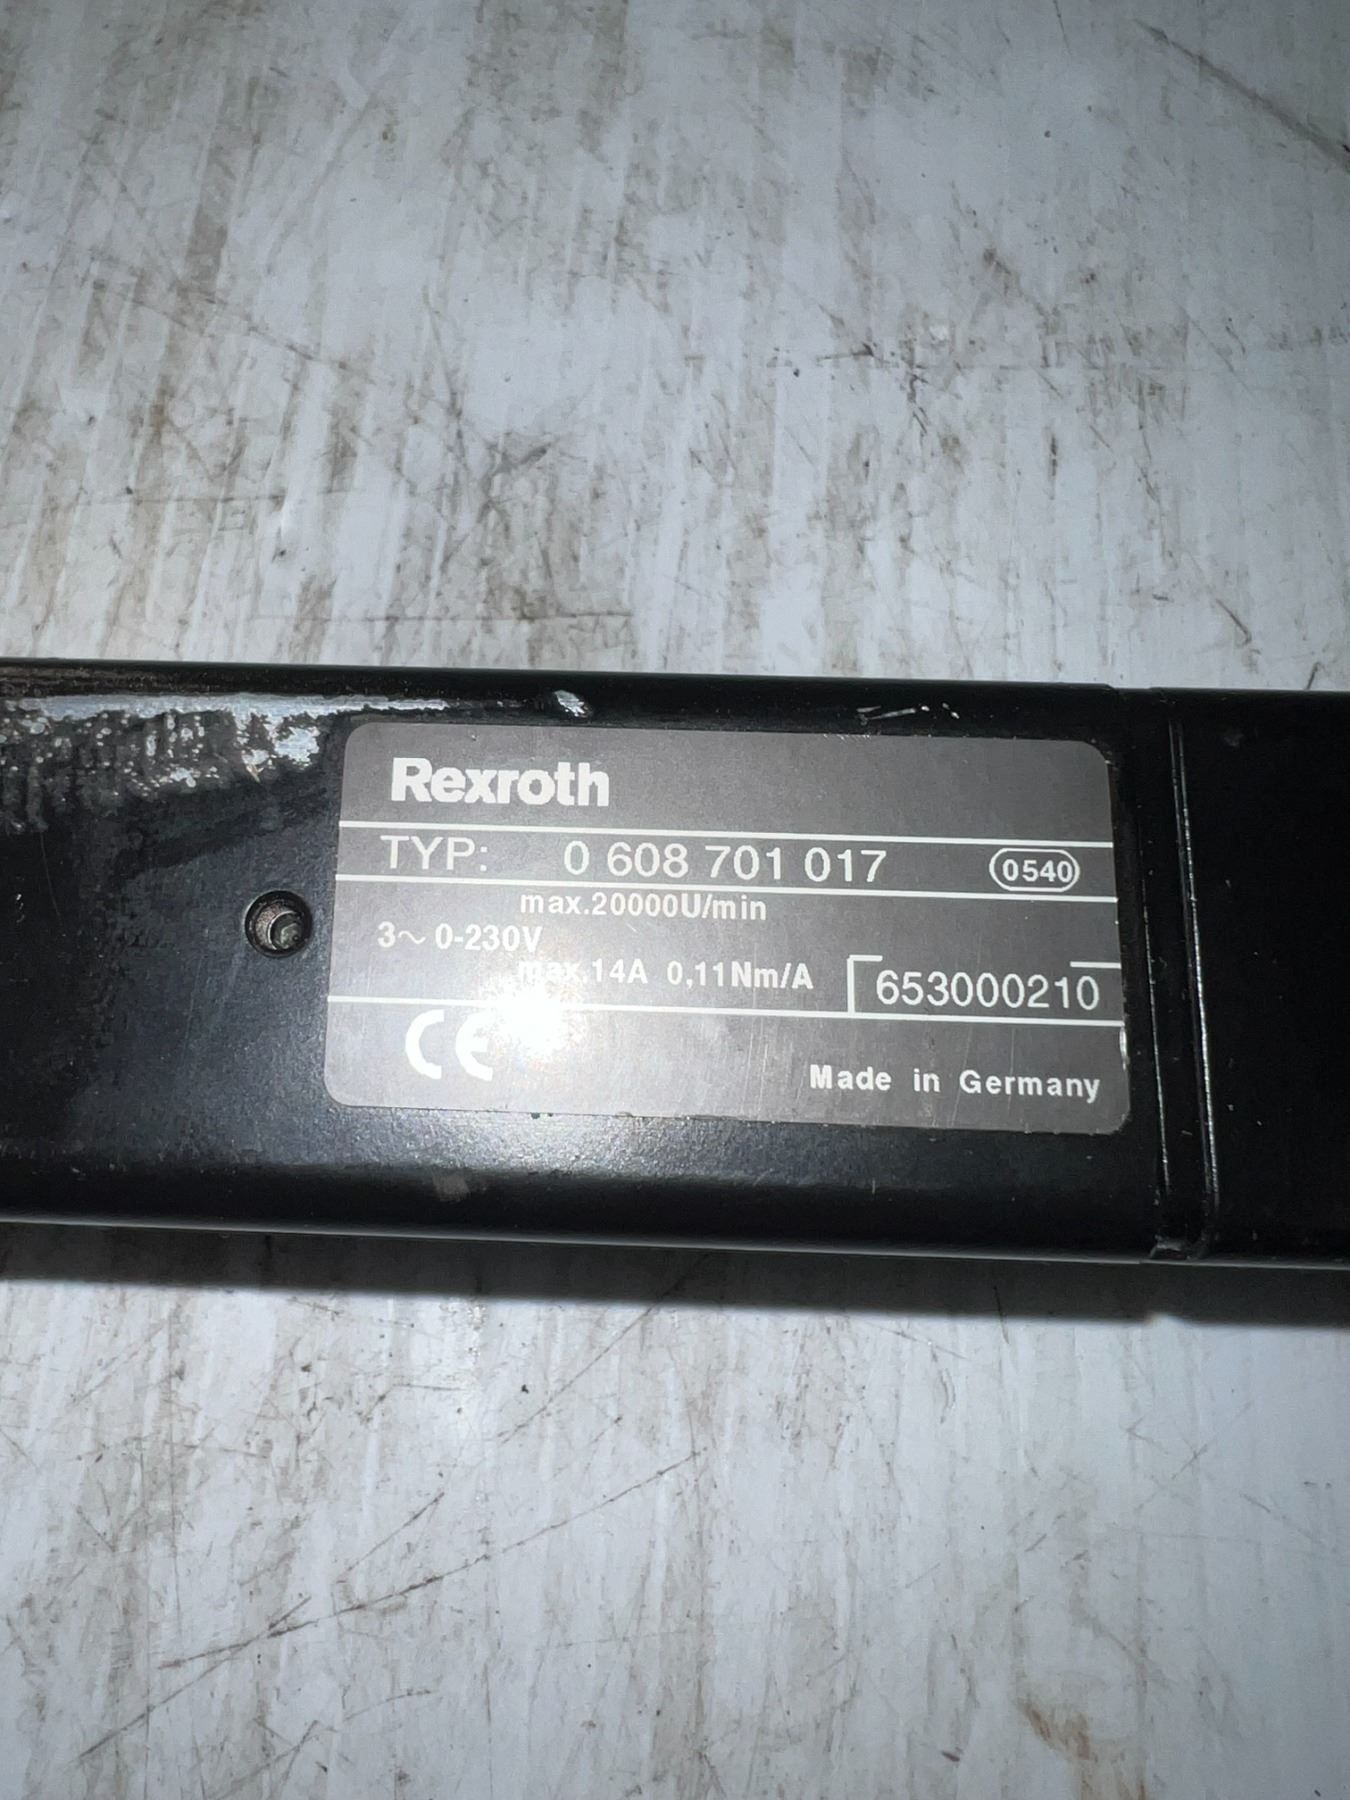 Rexroth
TYP: 0 608 701 017 0540
max.20000U/min
3~ 0-230V
max.14A 0,11Nm/A 653000210
CE
Made in Germany